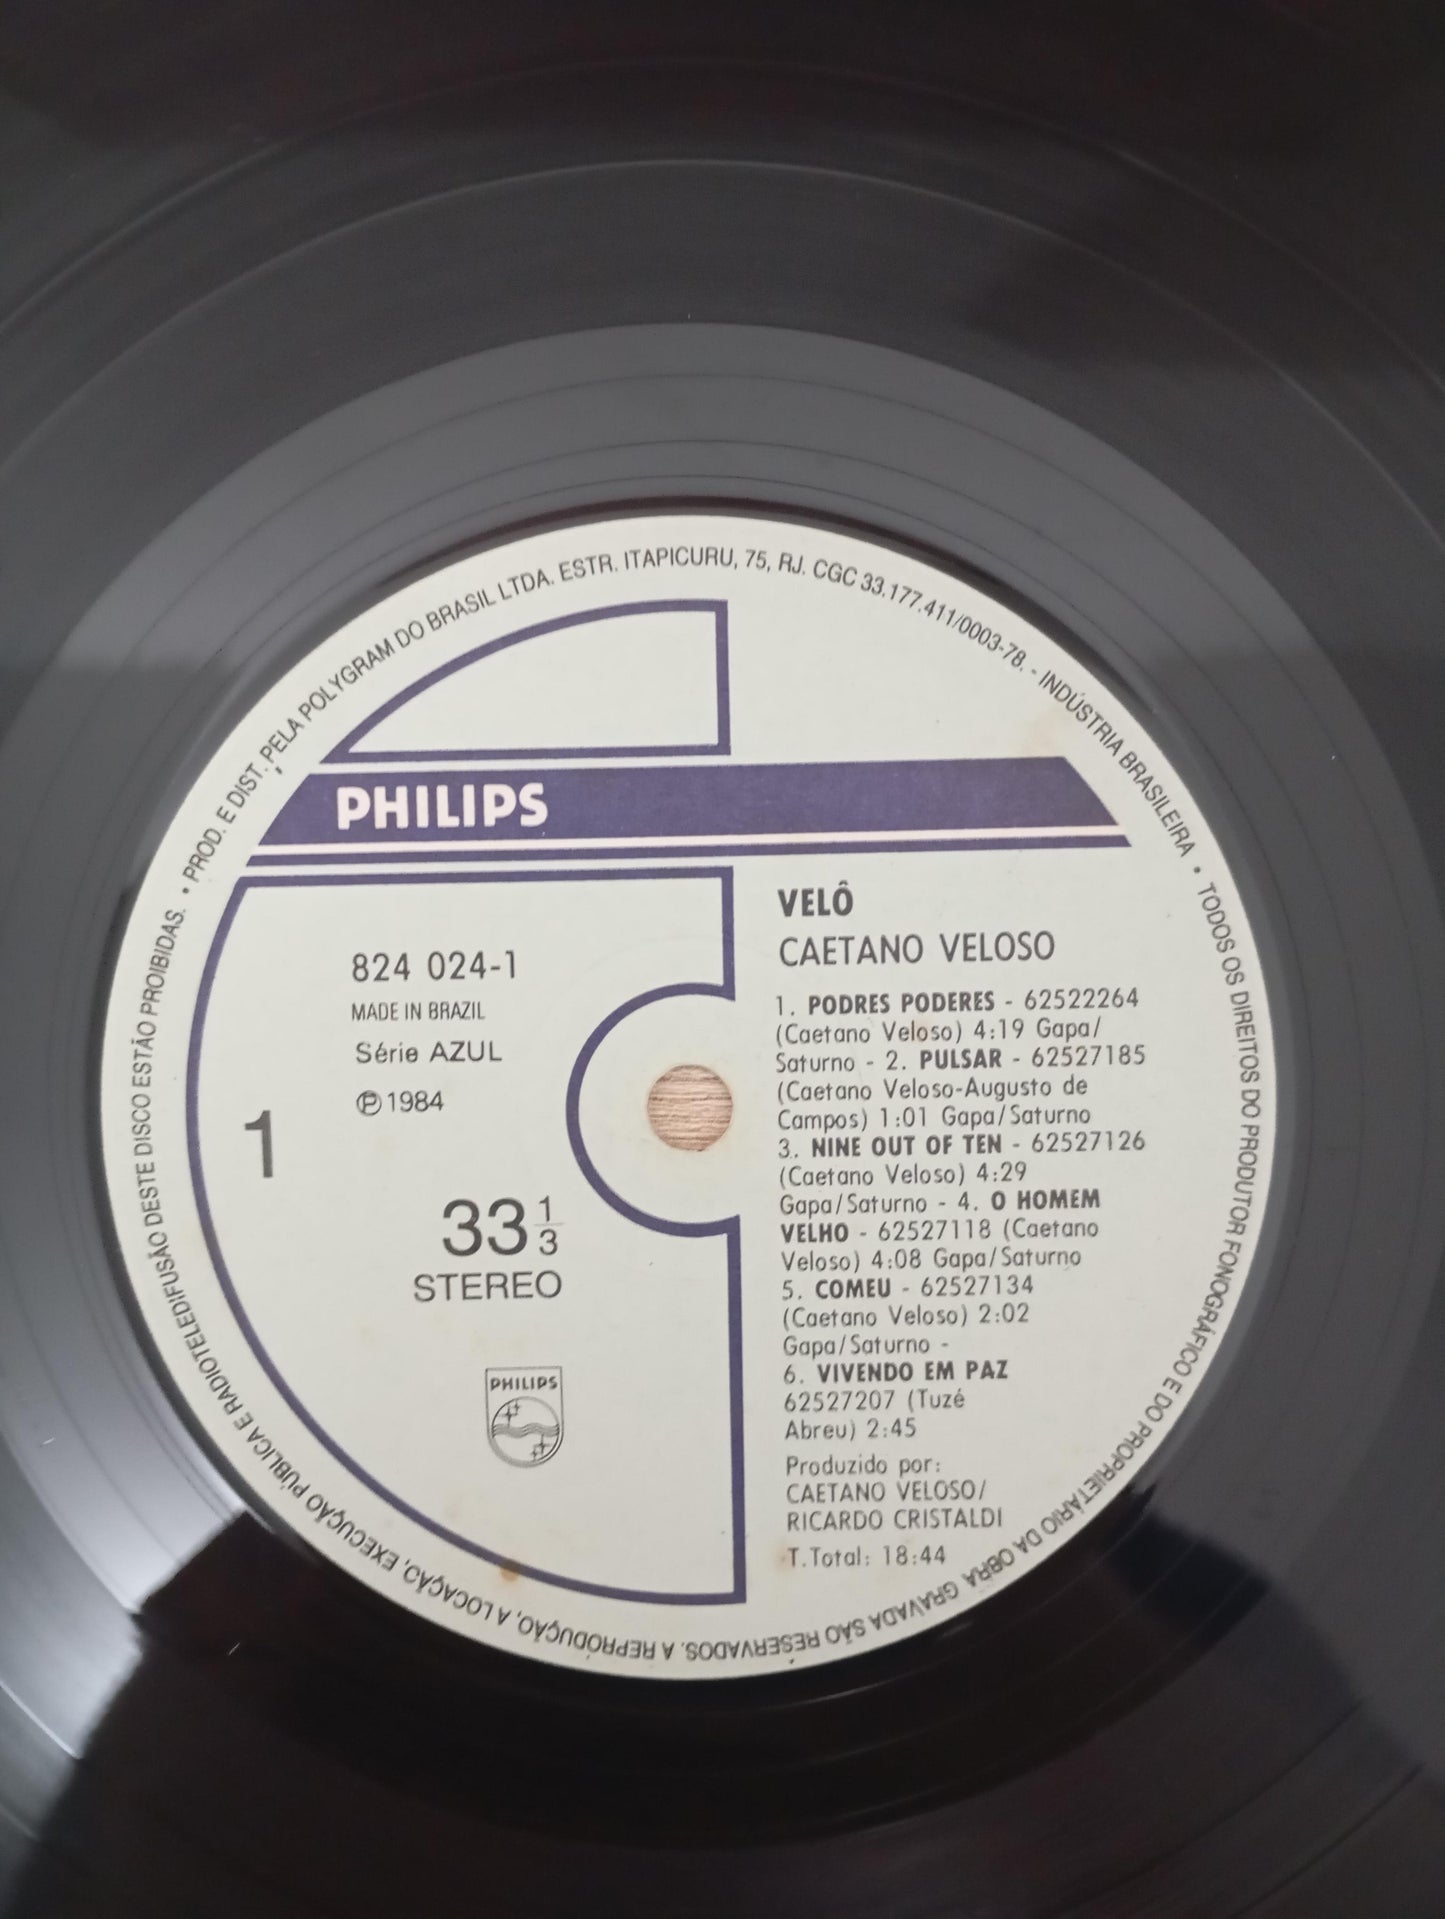 • PROD. E DIST. PELA POLYGRAM DO BRASIL LTDA. ESTR. ITAPICURU, 75, RJ. CGC 33.177.411/0003-78. - INDÚSTRIA BRASILEIRA • TODOS OS DIREITOS DO PRODUTOR FONOGRÁFICO E DO PROPRIETÁRIO DA OBRA GRAVADA SÃO RESERVADOS. A REPRODUÇÃO, A LOCAÇÃO, EXECUÇÃO PÚBLICA E RADIOTELEDIFUSÃO DESTE DISCO ESTÃO PROIBIDAS.
PHILIPS
824 024-1
MADE IN BRAZIL
Série AZUL
℗ 1984
1
33 1/3
STEREO
PHILIPS
VELÔ
CAETANO VELOSO
1. PODRES PODERES - 62522264
(Caetano Veloso) 4:19 Gapa/
Saturno - 2. PULSAR - 62527185
(Caetano Veloso-Augusto de
Campos) 1:01 Gapa/Saturno
3. NINE OUT OF TEN - 62527126
(Caetano Veloso) 4:29
Gapa/Saturno - 4. O HOMEM
VELHO - 62527118 (Caetano
Veloso) 4:08 Gapa/Saturno
5. COMEU - 62527134
(Caetano Veloso) 2:02
Gapa/Saturno -
6. VIVENDO EM PAZ
62527207 (Tuzé
Abreu) 2:45
Produzido por:
CAETANO VELOSO/
RICARDO CRISTALDI
T.Total: 18:44